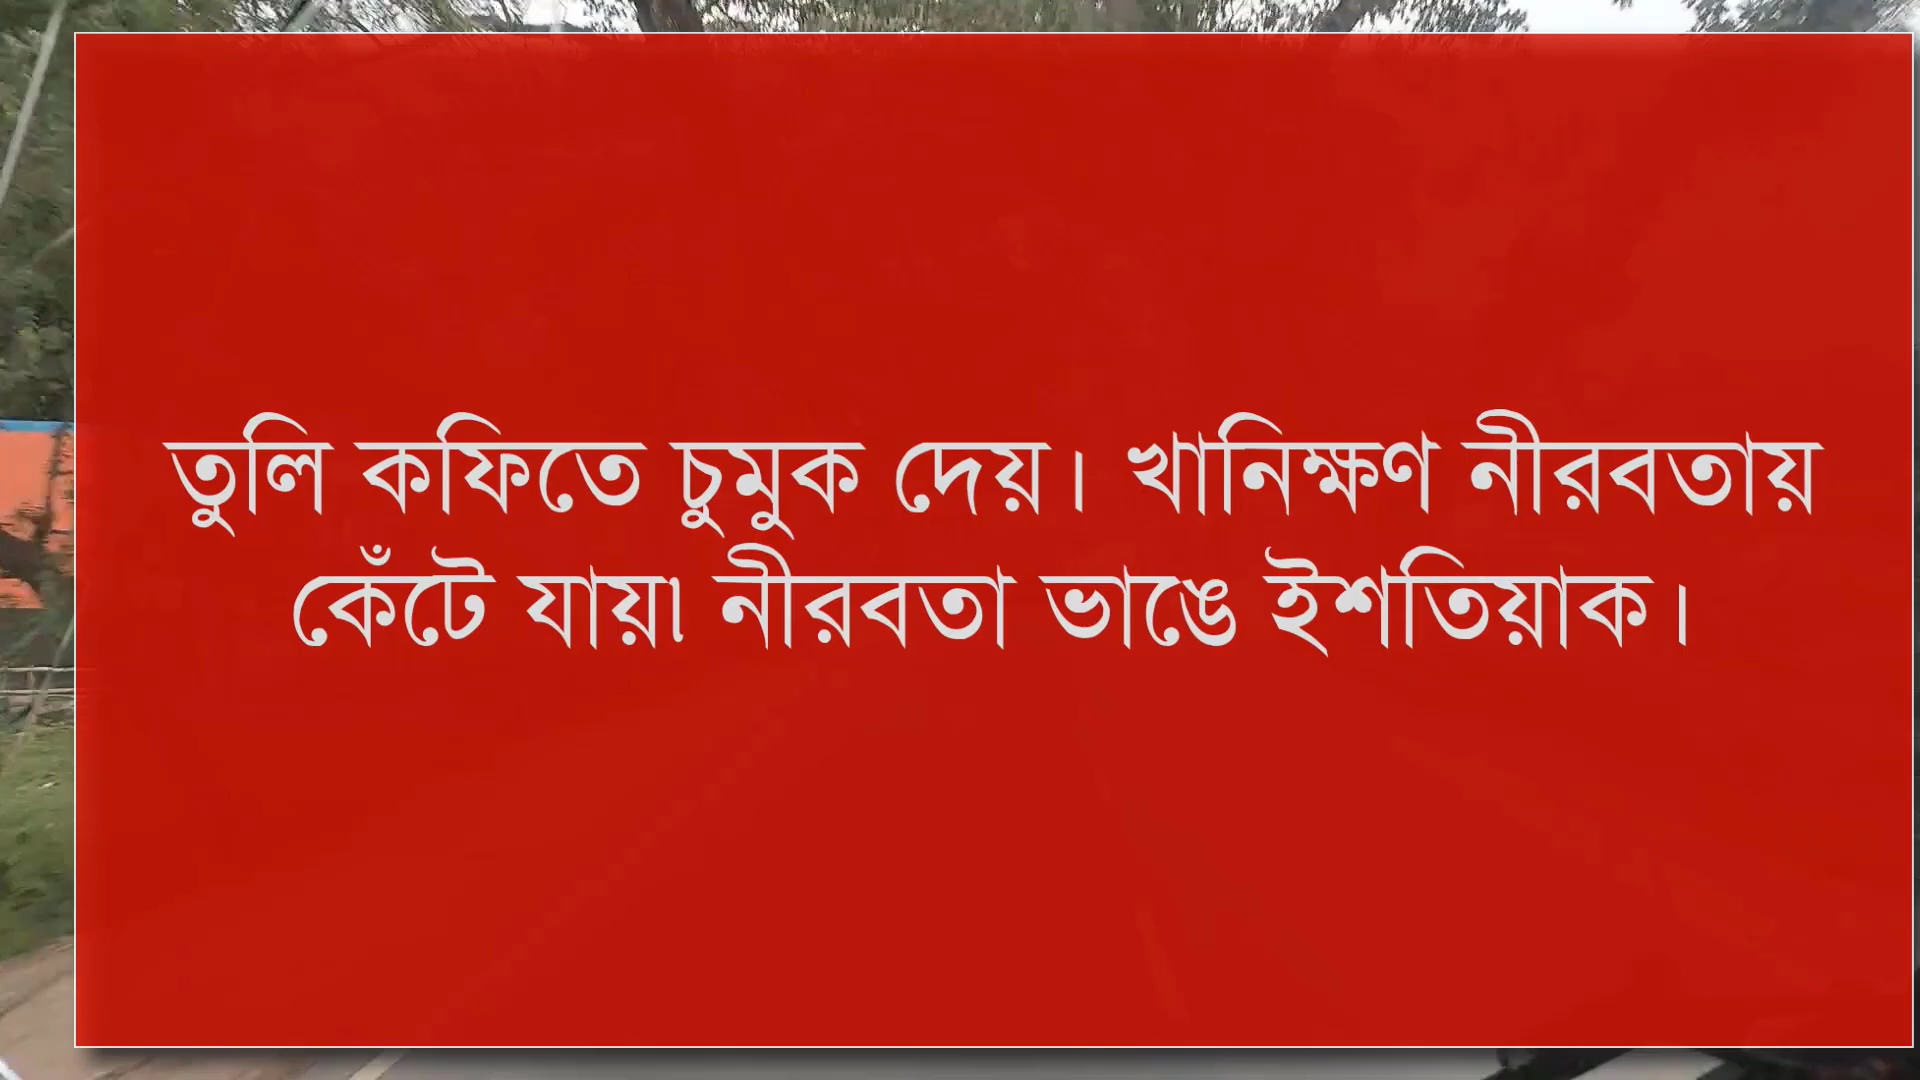 তুলি কফিতে চুমুক দেয়। খানিক্ষণ নীরবতায়
কেঁটে যায়৷ নীরবতা ভাঙে ইশতিয়াক।